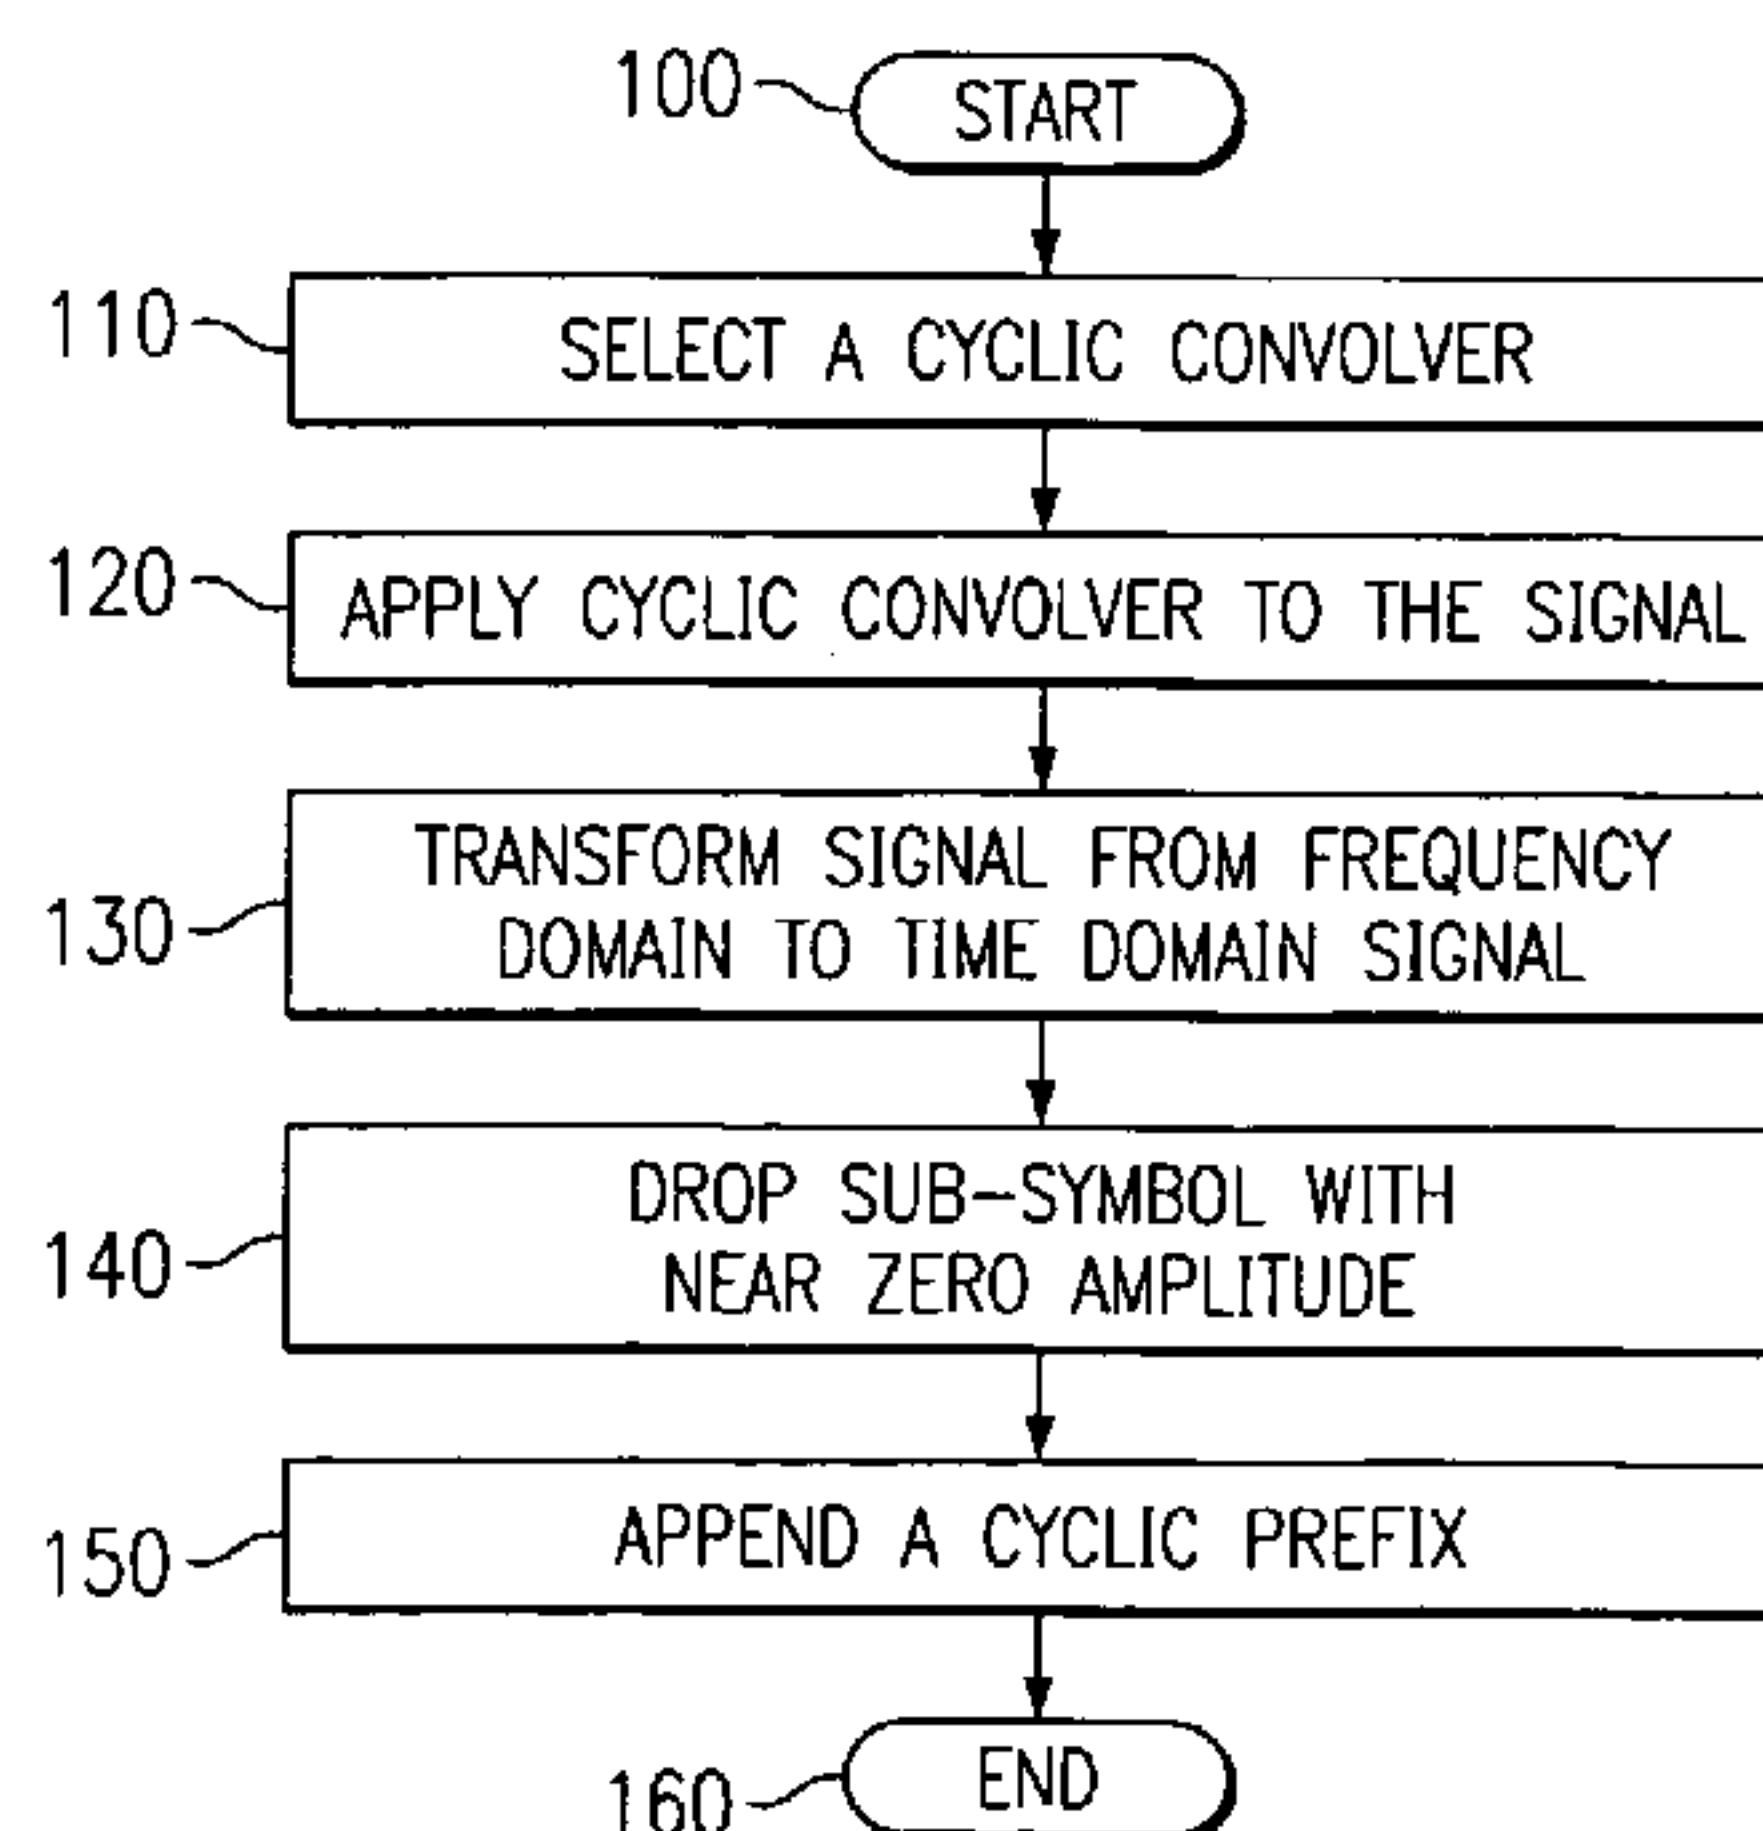 100
START
110
SELECT A CYCLIC CONVOLVER
120
APPLY CYCLIC CONVOLVER TO THE SIGNAL
130
TRANSFORM SIGNAL FROM FREQUENCY
DOMAIN TO TIME DOMAIN SIGNAL
140
DROP SUB-SYMBOL WITH
NEAR ZERO AMPLITUDE
150
APPEND A CYCLIC PREFIX
160
END